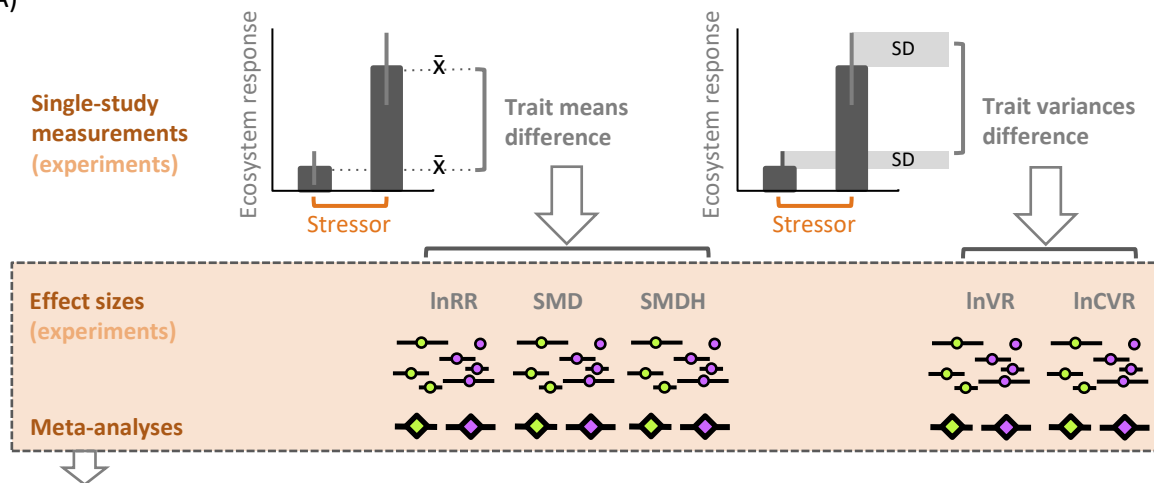 A)
Ecosystem response
x̄
x̄
Stressor
Trait means
difference
Ecosystem response
SD
SD
Stressor
Trait variances
difference
Single-study
measurements
(experiments)
Effect sizes
(experiments)
lnRR SMD SMDH lnVR lnCVR
Meta-analyses